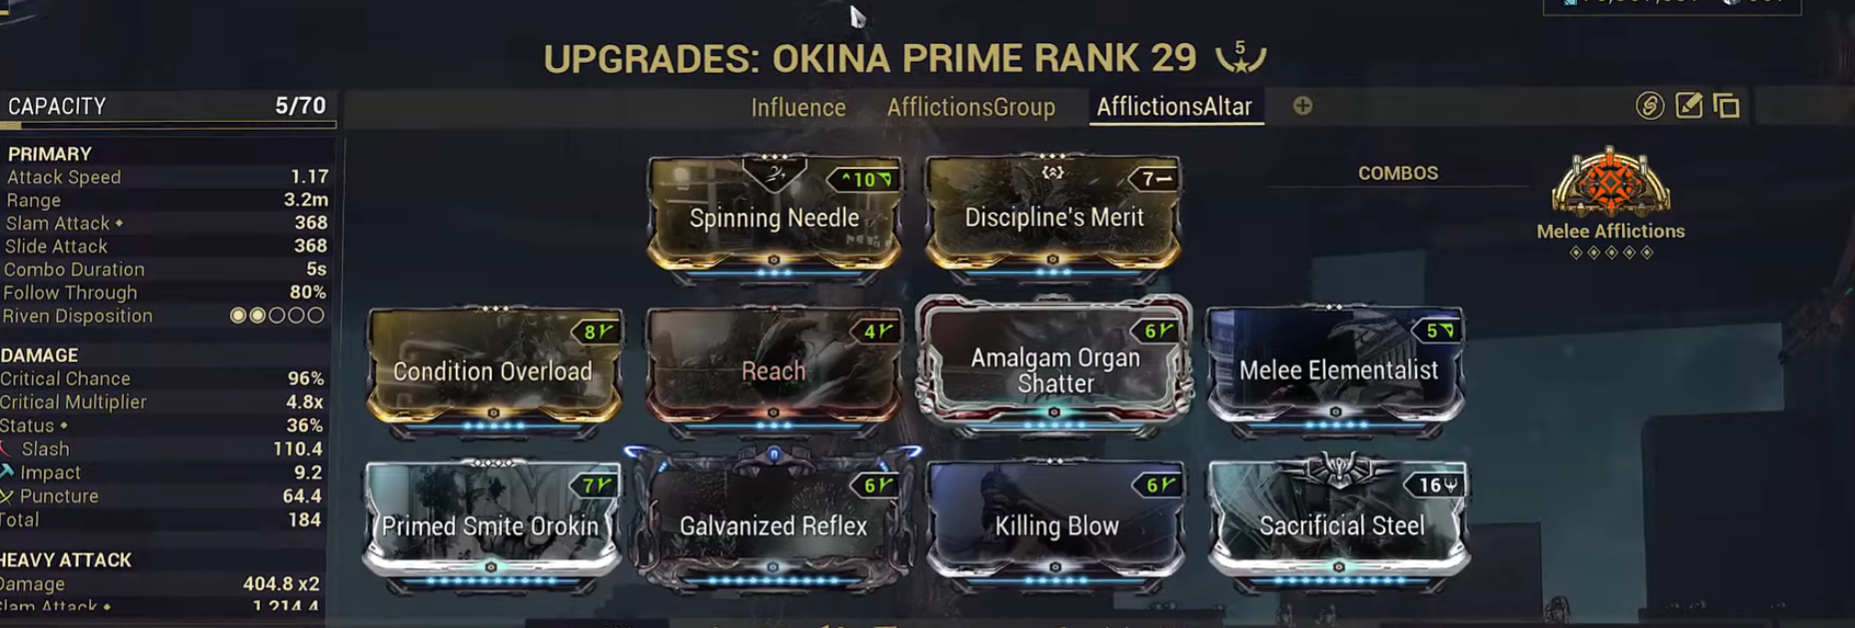 UPGRADES: OKINA PRIME RANK 29 5
CAPACITY 5/70
Influence AfflictionsGroup AfflictionsAltar
PRIMARY
Attack Speed 1.17
Range 3.2m
Slam Attack 368
Slide Attack 368
Combo Duration 5s
Follow Through 80%
Riven Disposition
DAMAGE
Critical Chance 96%
Critical Multiplier 4.8x
Status 36%
Slash 110.4
Impact 9.2
Puncture 64.4
Total 184
HEAVY ATTACK
Damage 404.8 x2
Slam Attack 1,214.4
10
Spinning Needle
7
Discipline's Merit
COMBOS
Melee Afflictions
8
Condition Overload
4
Reach
6
Amalgam Organ
Shatter
5
Melee Elementalist
7
Primed Smite Orokin
6
Galvanized Reflex
6
Killing Blow
16
Sacrificial Steel